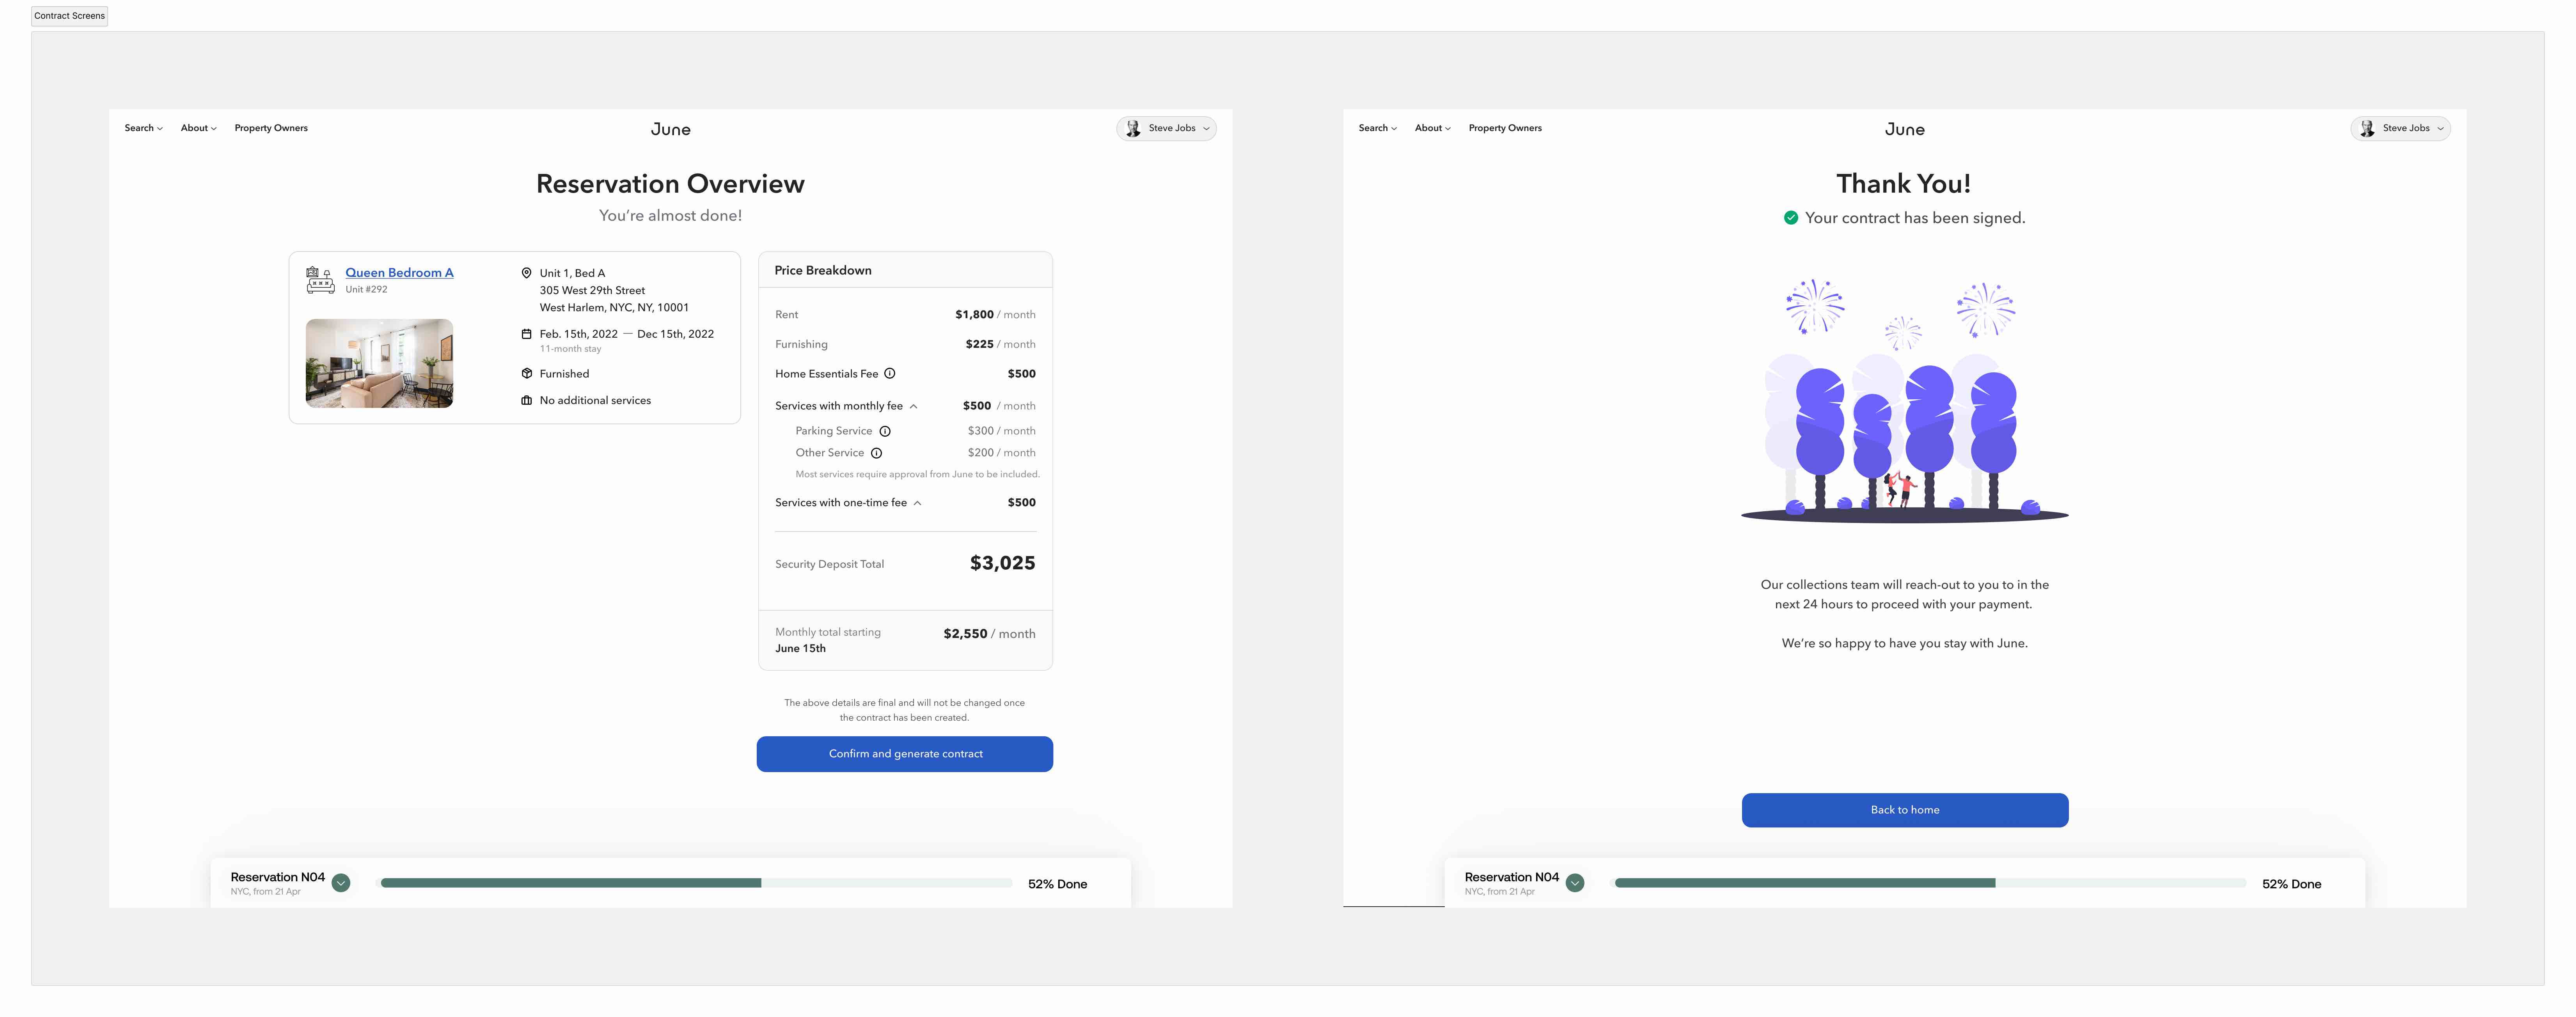 Contract Screens
Search
About
Property Owners
June
Steve Jobs
Reservation Overview
You're almost done!
Queen Bedroom A
Unit #292
Unit 1, Bed A
305 West 29th Street
West Harlem, NYC, NY, 10001
Feb. 15th, 2022 — Dec 15th, 2022
11-month stay
Furnished
No additional services
Price Breakdown
Rent $1,800 / month
Furnishing $225 / month
Home Essentials Fee $500
Services with monthly fee $500 / month
Parking Service $300 / month
Other Service $200 / month
Most services require approval from June to be included.
Services with one-time fee $500
Security Deposit Total $3,025
Monthly total starting $2,550 / month
June 15th
The above details are final and will not be changed once
the contract has been created.
Confirm and generate contract
Reservation N04
NYC, from 21 Apr
52% Done
Search
About
Property Owners
June
Steve Jobs
Thank You!
Your contract has been signed.
Our collections team will reach-out to you to in the
next 24 hours to proceed with your payment.
We're so happy to have you stay with June.
Back to home
Reservation N04
NYC, from 21 Apr
52% Done